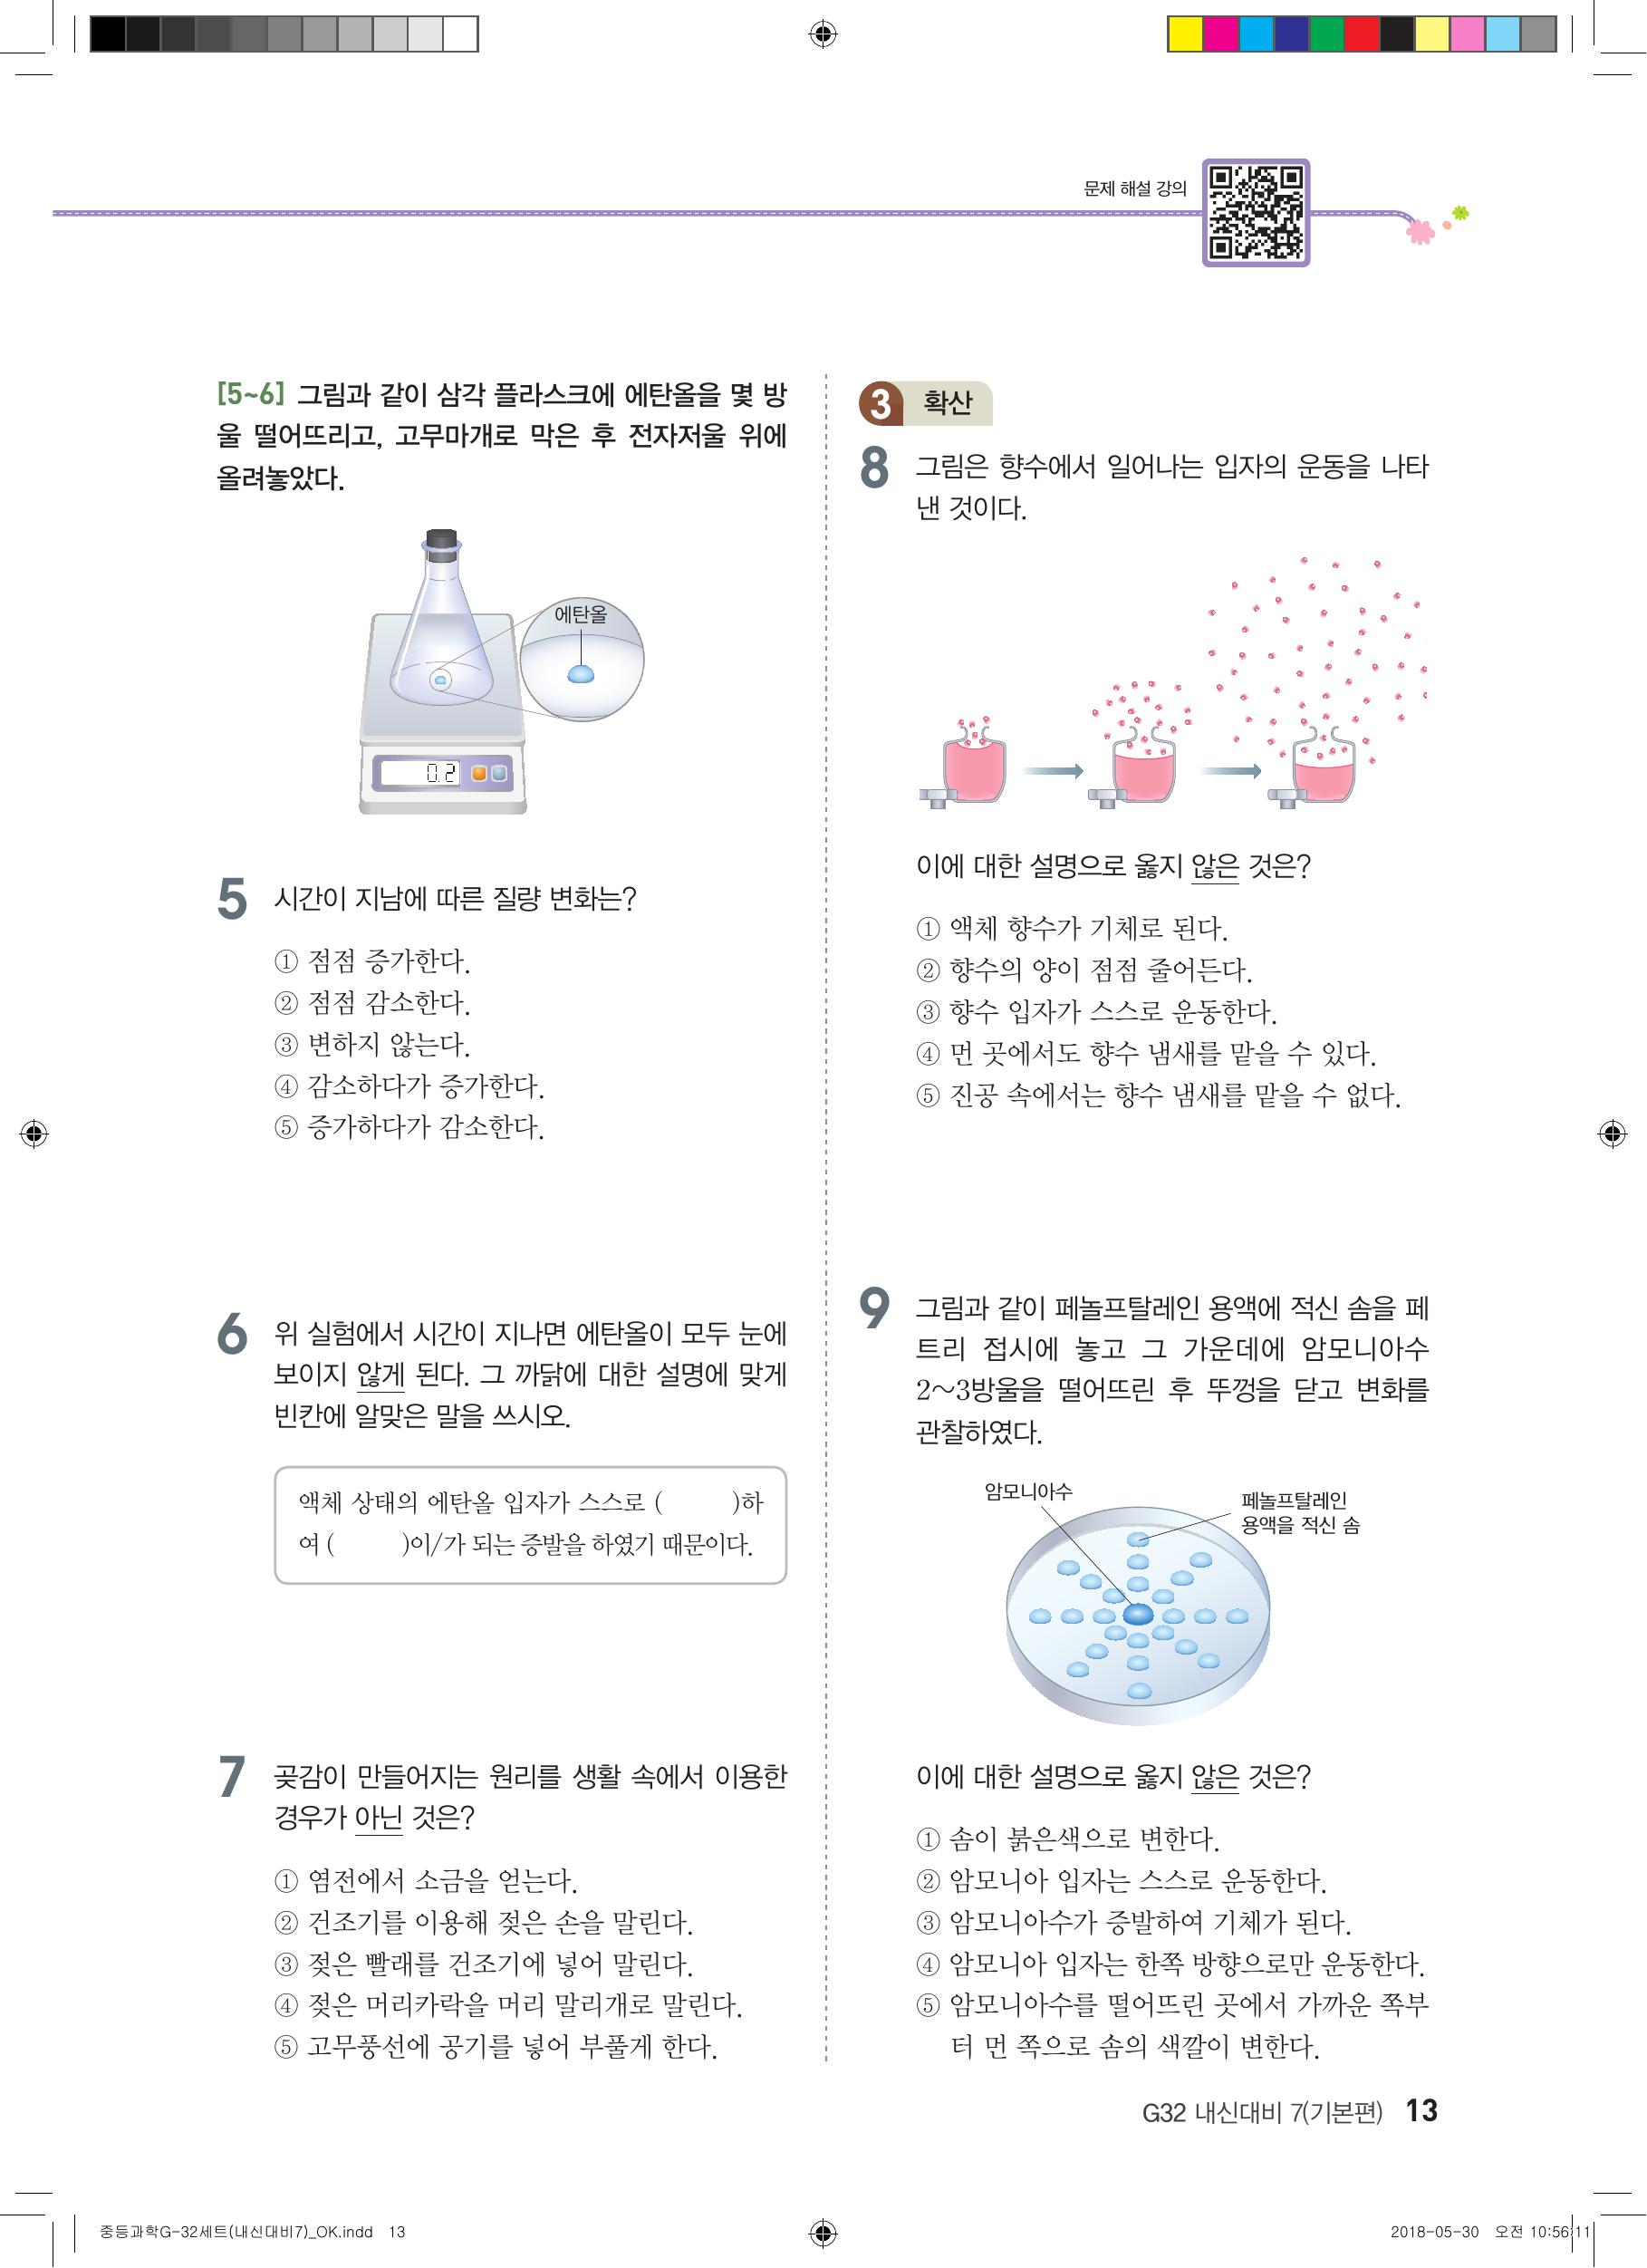 문제 해설 강의
[5~6] 그림과 같이 삼각 플라스크에 에탄올을 몇 방
울 떨어뜨리고, 고무마개로 막은 후 전자저울 위에
올려놓았다.
에탄올
0.2
5 시간이 지남에 따른 질량 변화는?
① 점점 증가한다.
② 점점 감소한다.
③ 변하지 않는다.
④ 감소하다가 증가한다.
⑤ 증가하다가 감소한다.
6 위 실험에서 시간이 지나면 에탄올이 모두 눈에
보이지 않게 된다. 그 까닭에 대한 설명에 맞게
빈칸에 알맞은 말을 쓰시오.
액체 상태의 에탄올 입자가 스스로 (        )하
여 (        )이/가 되는 증발을 하였기 때문이다.
7 곶감이 만들어지는 원리를 생활 속에서 이용한
경우가 아닌 것은?
① 염전에서 소금을 얻는다.
② 건조기를 이용해 젖은 손을 말린다.
③ 젖은 빨래를 건조기에 넣어 말린다.
④ 젖은 머리카락을 머리 말리개로 말린다.
⑤ 고무풍선에 공기를 넣어 부풀게 한다.
3 확산
8 그림은 향수에서 일어나는 입자의 운동을 나타
낸 것이다.
이에 대한 설명으로 옳지 않은 것은?
① 액체 향수가 기체로 된다.
② 향수의 양이 점점 줄어든다.
③ 향수 입자가 스스로 운동한다.
④ 먼 곳에서도 향수 냄새를 맡을 수 있다.
⑤ 진공 속에서는 향수 냄새를 맡을 수 없다.
9 그림과 같이 페놀프탈레인 용액에 적신 솜을 페
트리 접시에 놓고 그 가운데에 암모니아수
2～3방울을 떨어뜨린 후 뚜껑을 닫고 변화를
관찰하였다.
암모니아수
페놀프탈레인
용액을 적신 솜
이에 대한 설명으로 옳지 않은 것은?
① 솜이 붉은색으로 변한다.
② 암모니아 입자는 스스로 운동한다.
③ 암모니아수가 증발하여 기체가 된다.
④ 암모니아 입자는 한쪽 방향으로만 운동한다.
⑤ 암모니아수를 떨어뜨린 곳에서 가까운 쪽부
터 먼 쪽으로 솜의 색깔이 변한다.
G32 내신대비 7(기본편) 13
중등과학G-32세트(내신대비7)_OK.indd 13
2018-05-30 오전 10:56:11